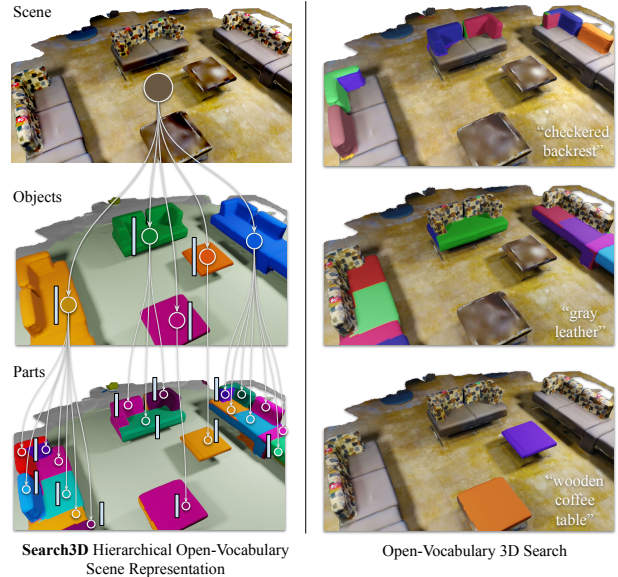 Scene
"checkered
backrest"
Objects
"gray
leather"
Parts
"wooden
coffee
table"
Search3D Hierarchical Open-Vocabulary
Scene Representation
Open-Vocabulary 3D Search